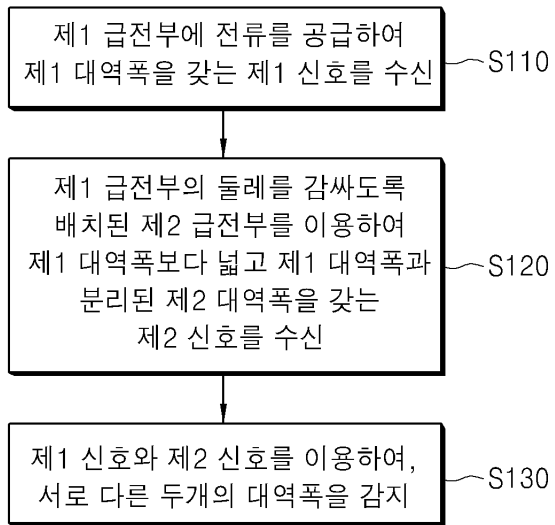 제1 급전부에 전류를 공급하여
제1 대역폭을 갖는 제1 신호를 수신
S110
제1 급전부의 둘레를 감싸도록
배치된 제2 급전부를 이용하여
제1 대역폭보다 넓고 제1 대역폭과
분리된 제2 대역폭을 갖는
제2 신호를 수신
S120
제1 신호와 제2 신호를 이용하여,
서로 다른 두개의 대역폭을 감지
S130